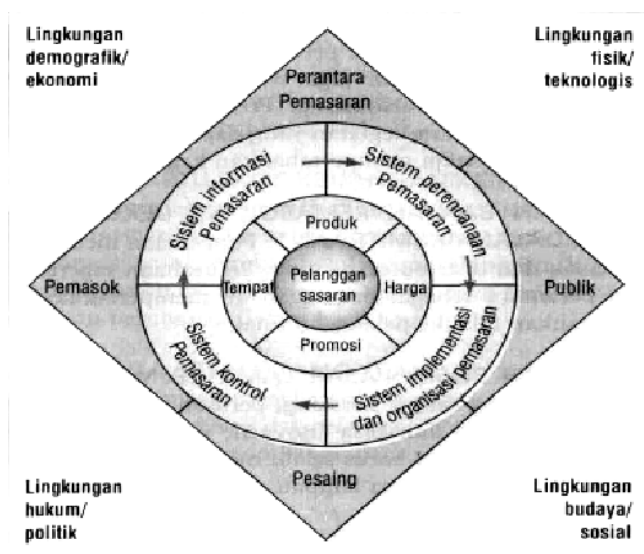 Lingkungan
demografik/
ekonomi
Lingkungan
fisik/
teknologis
Perantara
Pemasaran
Sistem informasi
Pemasaran
Sistem perencanaan
Pemasaran
Produk
Pemasok
Tempat
Pelanggan
sasaran
Harga
Publik
Promosi
Sistem kontrol
Pemasaran
Sistem implementasi
dan organisasi pemasaran
Pesaing
Lingkungan
hukum/
politik
Lingkungan
budaya/
sosial